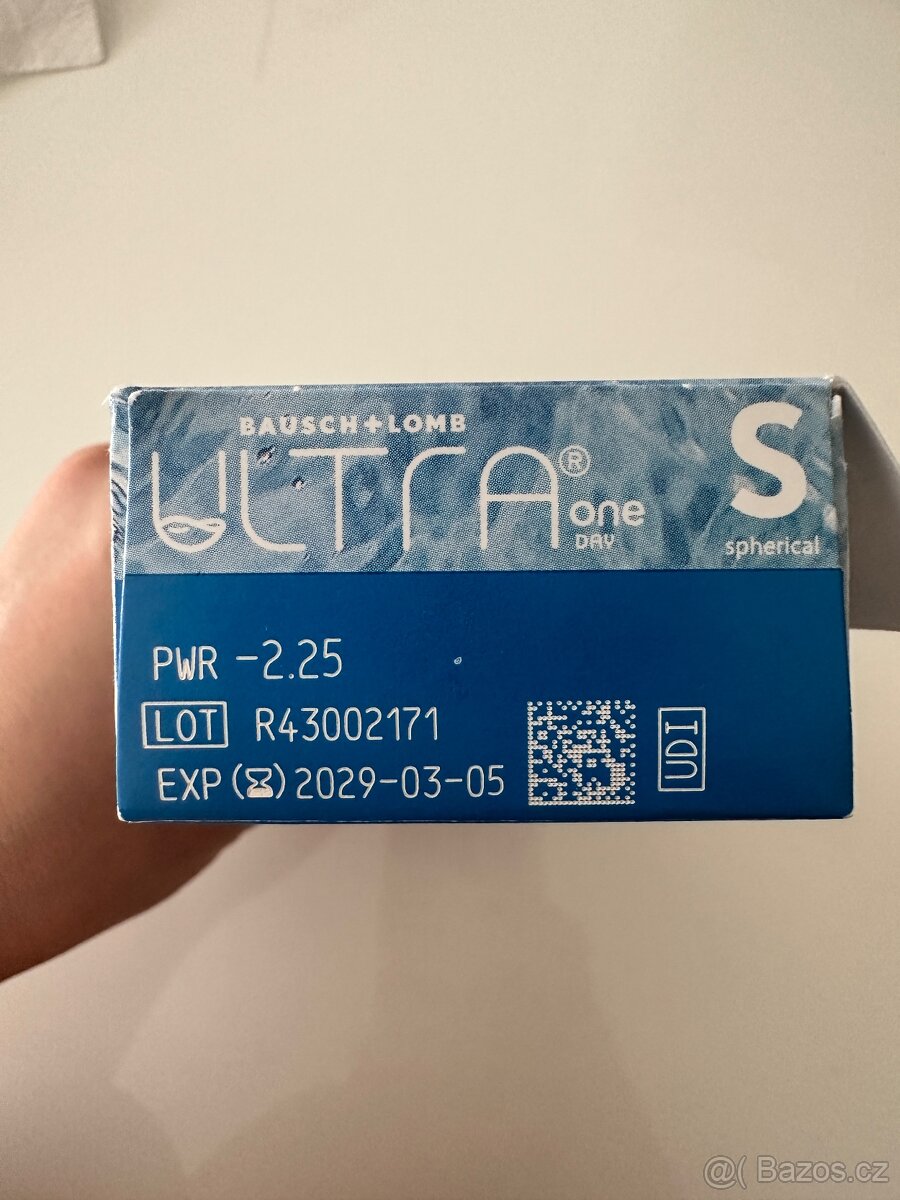 BAUSCH+LOMB
ULTRA® one
DAY
S
spherical
PWR -2.25
LOT R43002171
EXP 2029-03-05
UDI
@( Bazos.cz